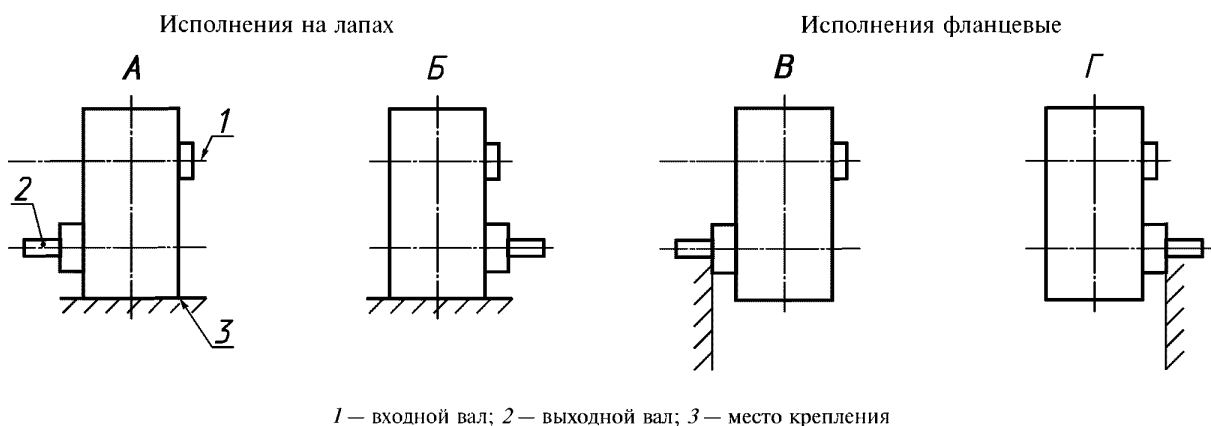 Исполнения на лапах
Исполнения фланцевые
А
Б
В
Г
1
2
3
1 — входной вал; 2 — выходной вал; 3 — место крепления